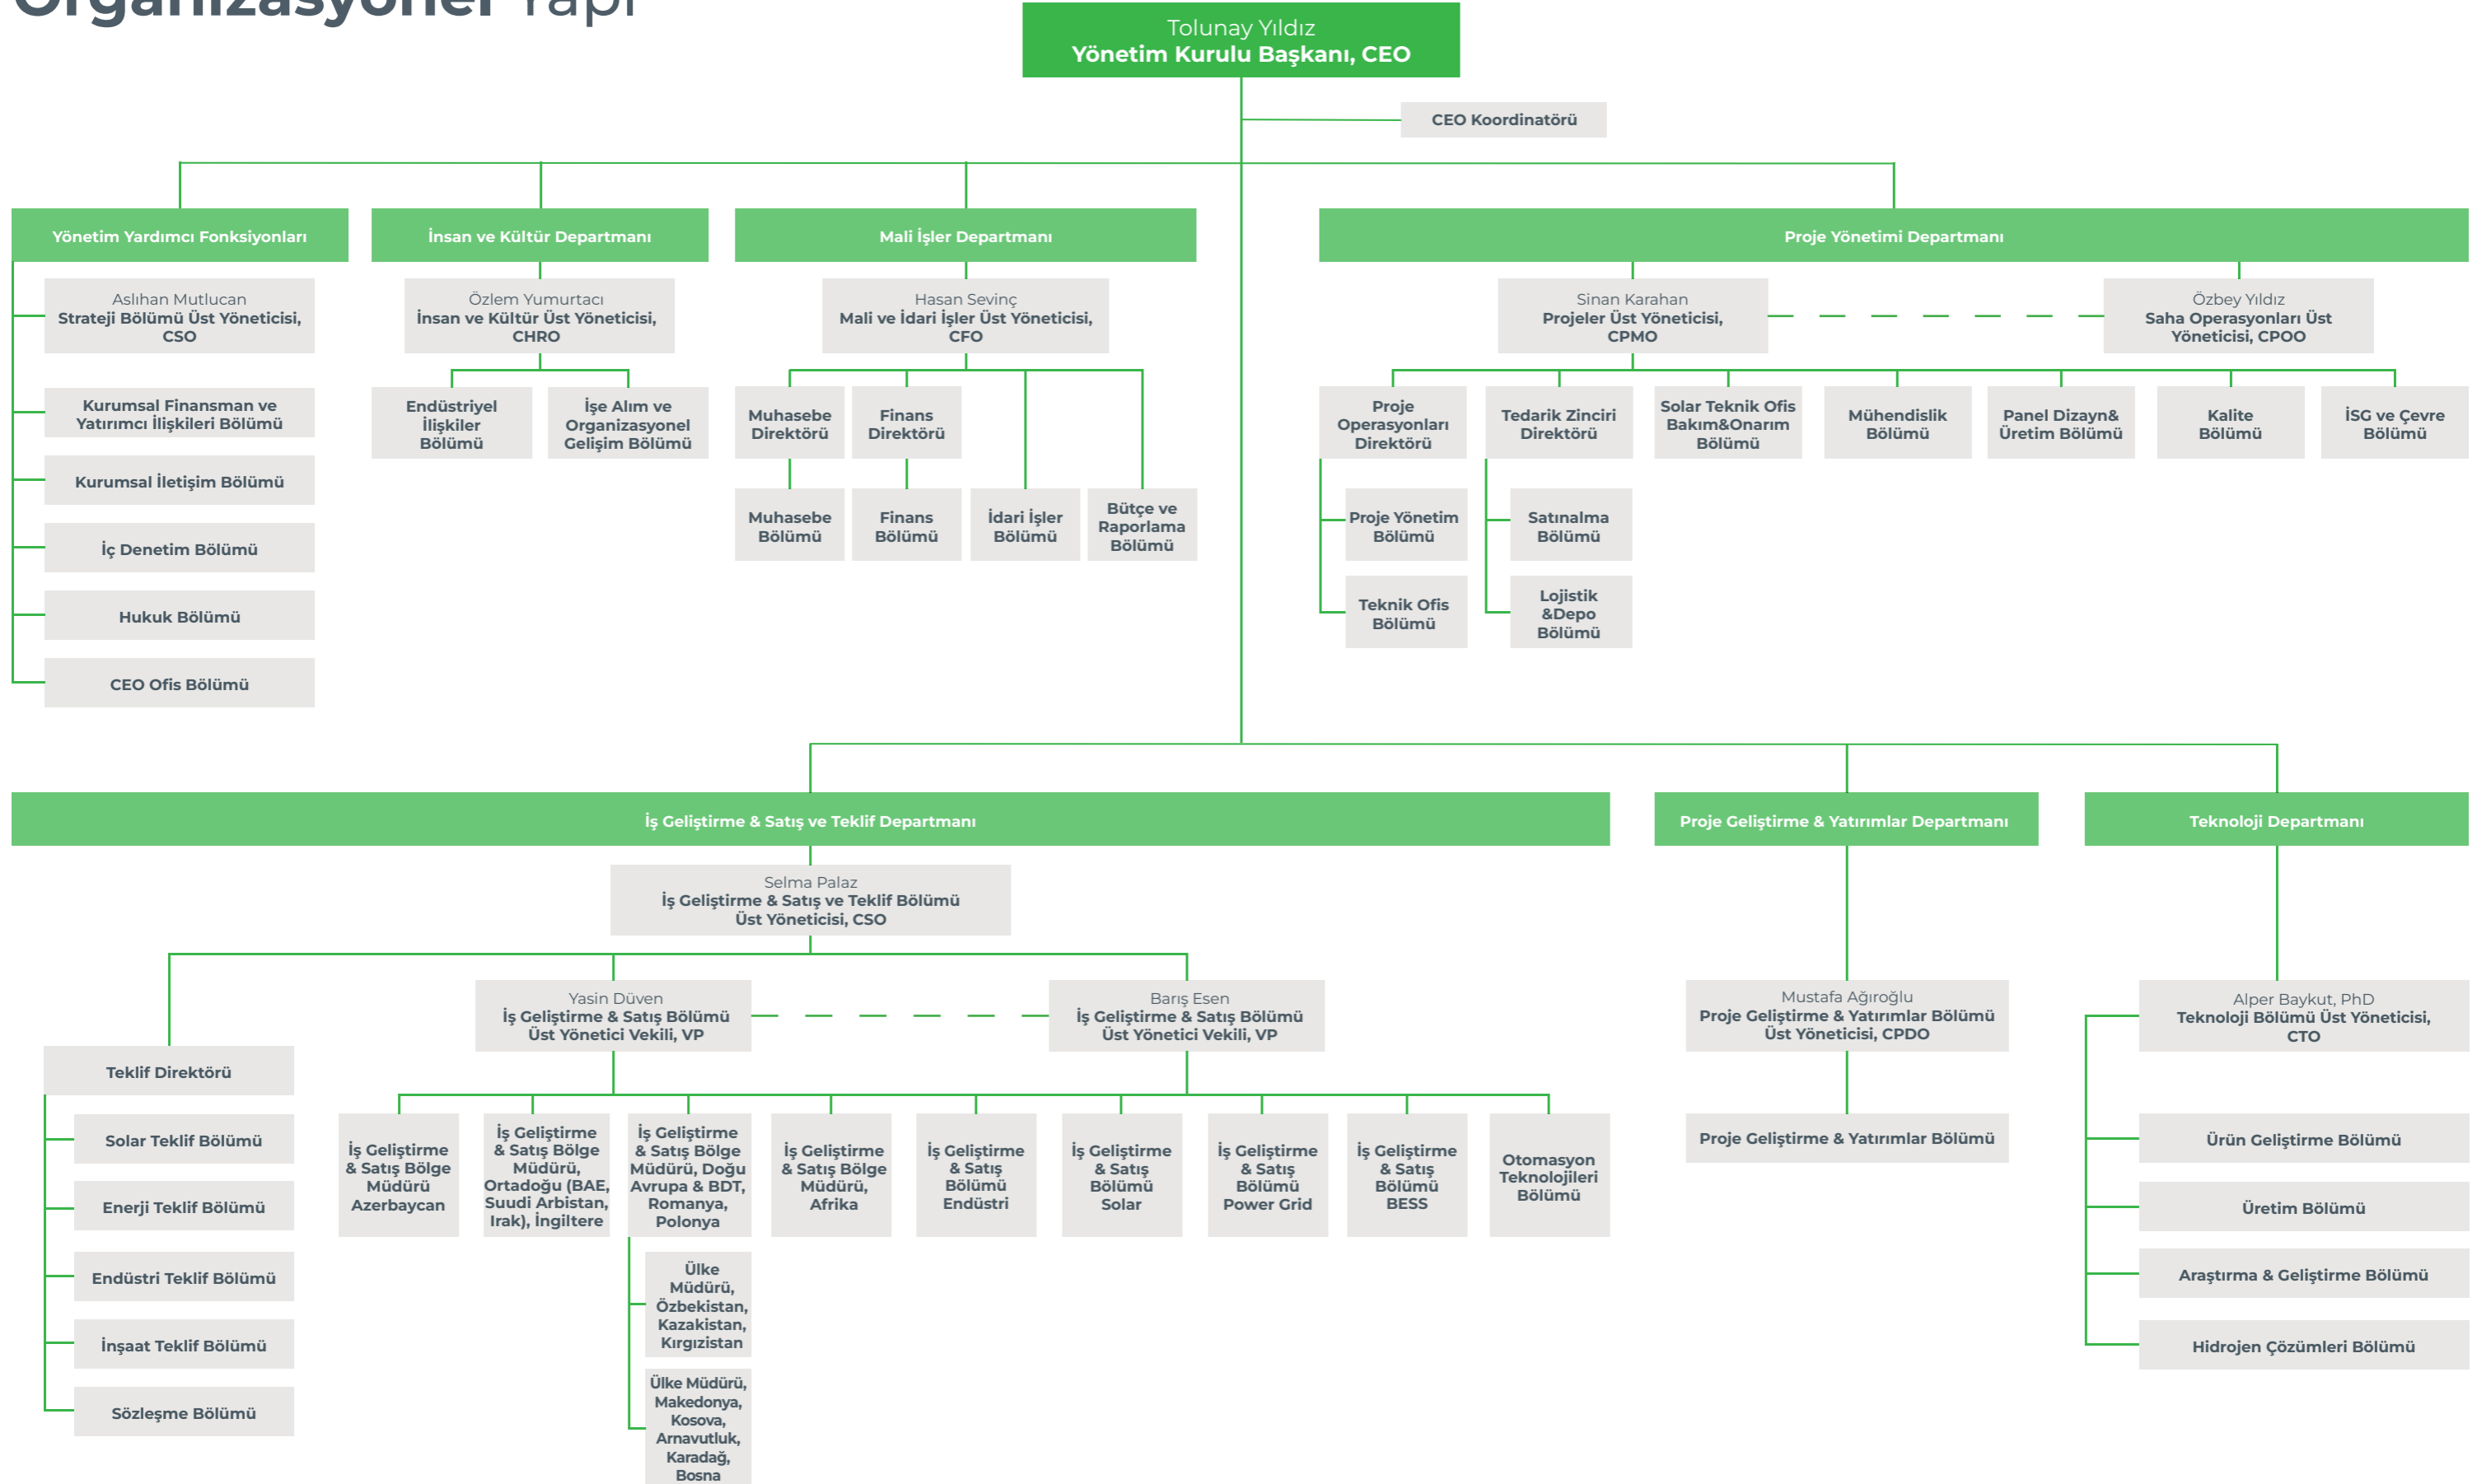 Organizasyonel Yapı
Tolunay Yıldız
Yönetim Kurulu Başkanı, CEO
CEO Koordinatörü
Yönetim Yardımcı Fonksiyonları
Aslıhan Mutlucan
Strateji Bölümü Üst Yöneticisi,
CSO
Kurumsal Finansman ve
Yatırımcı İlişkileri Bölümü
Kurumsal İletişim Bölümü
İç Denetim Bölümü
Hukuk Bölümü
CEO Ofis Bölümü
İnsan ve Kültür Departmanı
Özlem Yumurtacı
İnsan ve Kültür Üst Yöneticisi,
CHRO
Endüstriyel
İlişkiler
Bölümü
İşe Alım ve
Organizasyonel
Gelişim Bölümü
Mali İşler Departmanı
Hasan Sevinç
Mali ve İdari İşler Üst Yöneticisi,
CFO
Muhasebe
Direktörü
Finans
Direktörü
Muhasebe
Bölümü
Finans
Bölümü
İdari İşler
Bölümü
Bütçe ve
Raporlama
Bölümü
Proje Yönetimi Departmanı
Sinan Karahan
Projeler Üst Yöneticisi,
CPMO
Özbey Yıldız
Saha Operasyonları Üst
Yöneticisi, CPOO
Proje
Operasyonları
Direktörü
Tedarik Zinciri
Direktörü
Solar Teknik Ofis
Bakım&Onarım
Bölümü
Mühendislik
Bölümü
Panel Dizayn&
Üretim Bölümü
Kalite
Bölümü
İSG ve Çevre
Bölümü
Proje Yönetim
Bölümü
Teknik Ofis
Bölümü
Satınalma
Bölümü
Lojistik
&Depo
Bölümü
İş Geliştirme & Satış ve Teklif Departmanı
Selma Palaz
İş Geliştirme & Satış ve Teklif Bölümü
Üst Yöneticisi, CSO
Yasin Düven
İş Geliştirme & Satış Bölümü
Üst Yönetici Vekili, VP
Barış Esen
İş Geliştirme & Satış Bölümü
Üst Yönetici Vekili, VP
Teklif Direktörü
Solar Teklif Bölümü
Enerji Teklif Bölümü
Endüstri Teklif Bölümü
İnşaat Teklif Bölümü
Sözleşme Bölümü
İş Geliştirme
& Satış Bölge
Müdürü
Azerbaycan
İş Geliştirme
& Satış Bölge
Müdürü,
Ortadoğu (BAE,
Suudi Arbistan,
Irak), İngiltere
İş Geliştirme
& Satış Bölge
Müdürü, Doğu
Avrupa & BDT,
Romanya,
Polonya
Ülke
Müdürü,
Özbekistan,
Kazakistan,
Kırgızistan
Ülke Müdürü,
Makedonya,
Kosova,
Arnavutluk,
Karadağ,
Bosna
İş Geliştirme
& Satış Bölge
Müdürü,
Afrika
İş Geliştirme
& Satış
Bölümü
Endüstri
İş Geliştirme
& Satış
Bölümü
Solar
İş Geliştirme
& Satış
Bölümü
Power Grid
İş Geliştirme
& Satış
Bölümü
BESS
Otomasyon
Teknolojileri
Bölümü
Proje Geliştirme & Yatırımlar Departmanı
Mustafa Ağıroğlu
Proje Geliştirme & Yatırımlar Bölümü
Üst Yöneticisi, CPDO
Proje Geliştirme & Yatırımlar Bölümü
Teknoloji Departmanı
Alper Baykut, PhD
Teknoloji Bölümü Üst Yöneticisi,
CTO
Ürün Geliştirme Bölümü
Üretim Bölümü
Araştırma & Geliştirme Bölümü
Hidrojen Çözümleri Bölümü